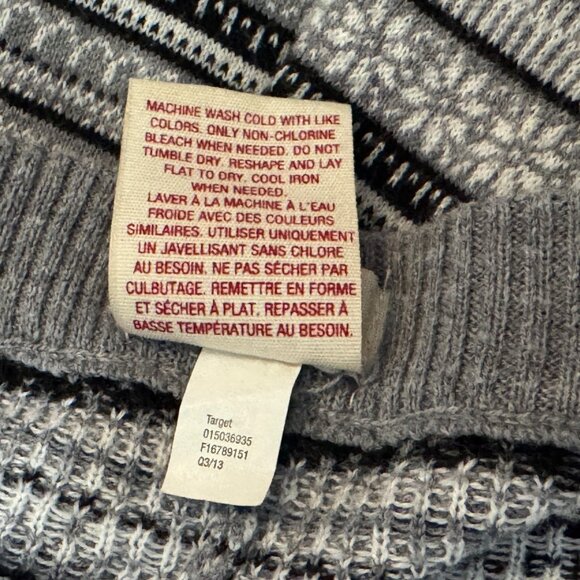 MACHINE WASH COLD WITH LIKE
COLORS. ONLY NON-CHLORINE
BLEACH WHEN NEEDED. DO NOT
TUMBLE DRY. RESHAPE AND LAY
FLAT TO DRY. COOL IRON
WHEN NEEDED.
LAVER À LA MACHINE À L'EAU
FROIDE AVEC DES COULEURS
SIMILAIRES. UTILISER UNIQUEMENT
UN JAVELLISANT SANS CHLORE
AU BESOIN. NE PAS SÉCHER PAR
CULBUTAGE. REMETTRE EN FORME
ET SÉCHER À PLAT. REPASSER À
BASSE TEMPÉRATURE AU BESOIN.
Target
015036935
F16789151
Q3/13